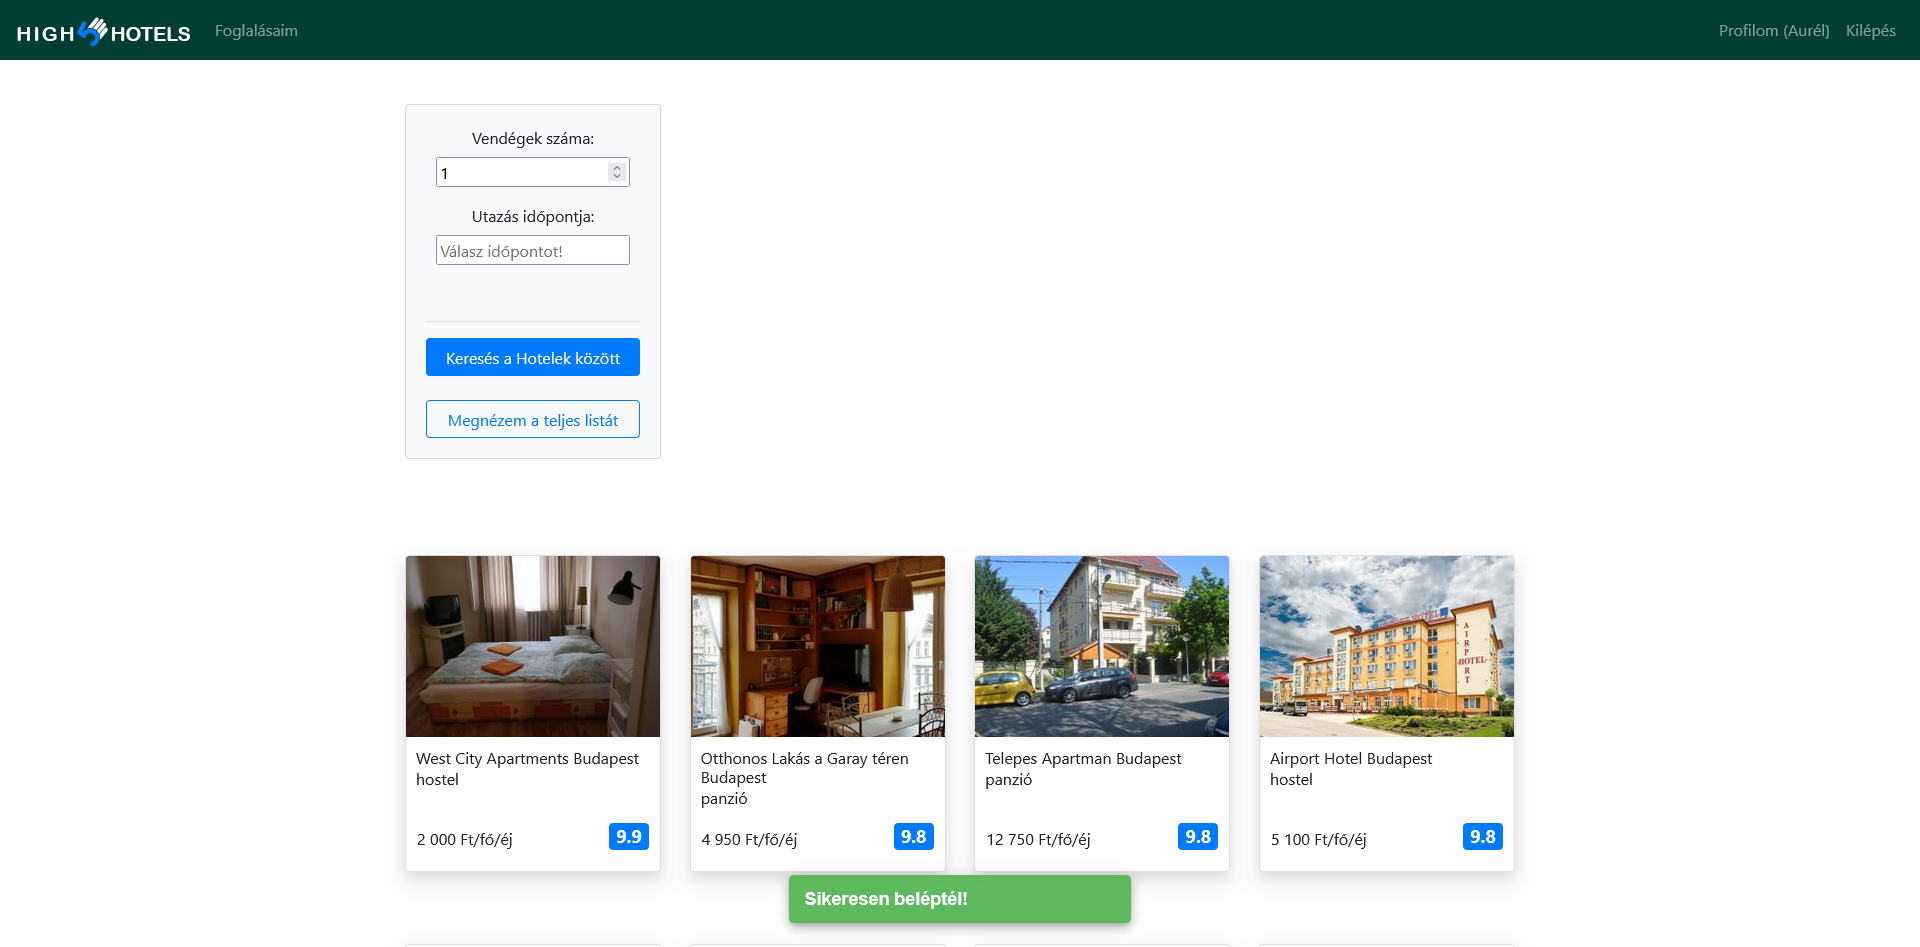 HIGH 5 HOTELS Foglalásaim Profilom (Aurél) Kilépés
Vendégek száma:
1
Utazás időpontja:
Válasz időpontot!
Keresés a Hotelek között
Megnézem a teljes listát
AIRPORT HOTEL
West City Apartments Budapest
hostel
2 000 Ft/fő/éj 9.9
Otthonos Lakás a Garay téren
Budapest
panzió
4 950 Ft/fő/éj 9.8
Telepes Apartman Budapest
panzió
12 750 Ft/fő/éj 9.8
Airport Hotel Budapest
hostel
5 100 Ft/fő/éj 9.8
Sikeresen beléptél!